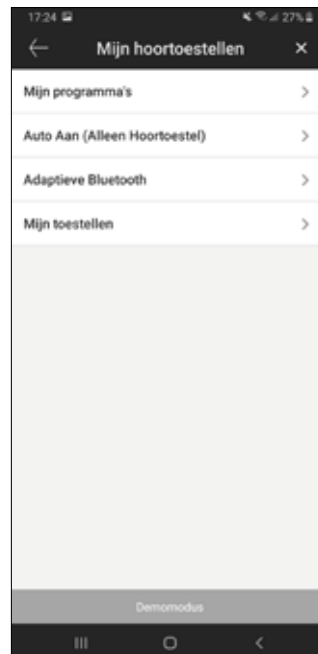 17:24 27%
Mijn hoortoestellen
Mijn programma's
Auto Aan (Alleen Hoortoestel)
Adaptieve Bluetooth
Mijn toestellen
Demomodus